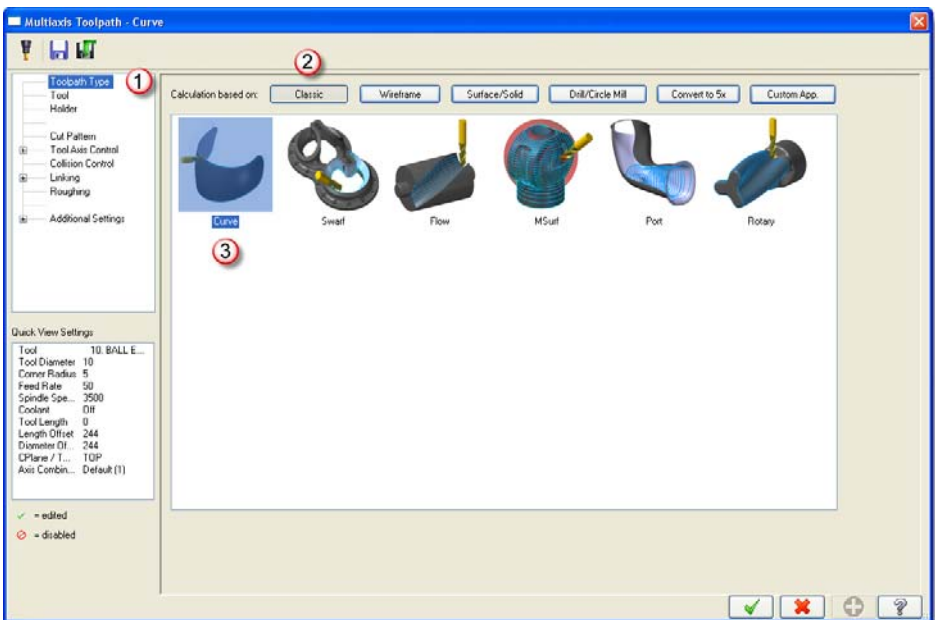 Multiaxis Toolpath - Curve
Toolpath Type
1
Tool
Holder
Cut Pattern
Tool Axis Control
Collision Control
Linking
Roughing
Additional Settings
2
Calculation based on: Classic Wireframe Surface/Solid Drill/Circle Mill Convert to 5x Custom App.
Curve Swarf Flow MSurf Port Rotary
3
Quick View Settings
Tool 10. BALL E...
Tool Diameter 10
Corner Radius 5
Feed Rate 50
Spindle Spe... 3500
Coolant Off
Tool Length 0
Length Offset 244
Diameter Of... 244
CPlane / T... TOP
Axis Combin... Default (1)
= edited
= disabled